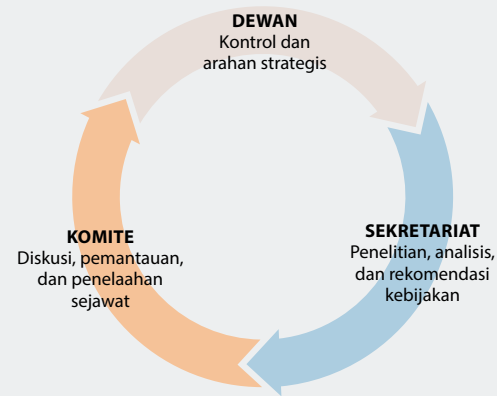 DEWAN
Kontrol dan
arahan strategis
SEKRETARIAT
Penelitian, analisis,
dan rekomendasi
kebijakan
KOMITE
Diskusi, pemantauan,
dan penelaahan
sejawat